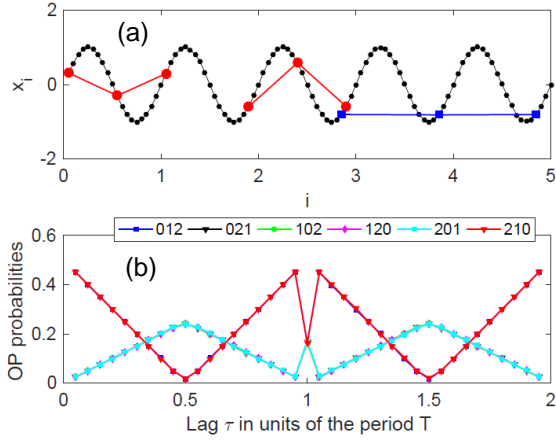 (a)
2
0
-2
x_i
0 1 2 3 4 5
i
012 021 102 120 201 210
(b)
0.6
0.4
0.2
0
OP probabilities
0 0.5 1 1.5 2
Lag τ in units of the period T